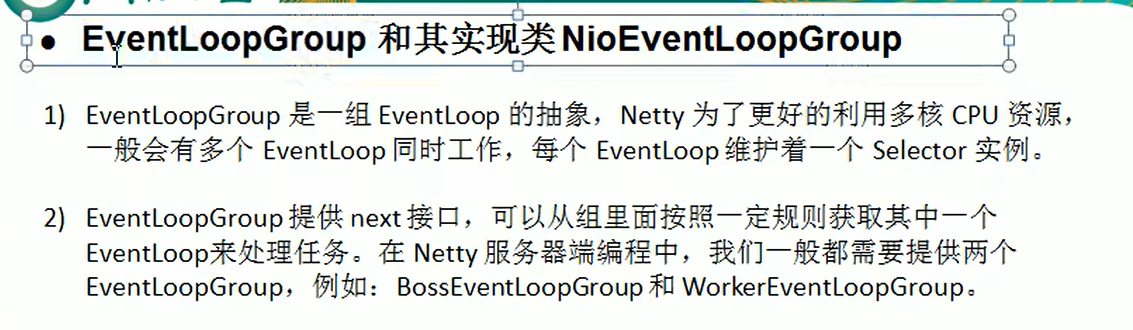 • EventLoopGroup 和其实现类 NioEventLoopGroup
1) EventLoopGroup 是一组 EventLoop 的抽象，Netty 为了更好的利用多核 CPU 资源，
一般会有多个 EventLoop 同时工作，每个 EventLoop 维护着一个 Selector 实例。
2) EventLoopGroup 提供 next 接口，可以从组里面按照一定规则获取其中一个
EventLoop来处理任务。在 Netty 服务器端编程中，我们一般都需要提供两个
EventLoopGroup，例如：BossEventLoopGroup 和 WorkerEventLoopGroup。